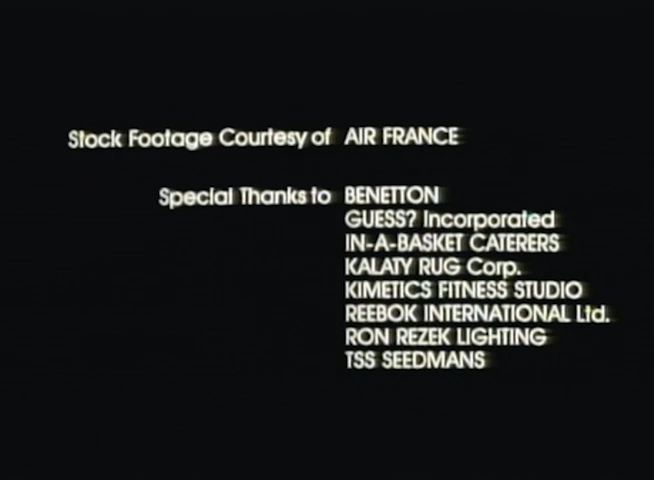 Stock Footage Courtesy of AIR FRANCE
Special Thanks to BENETTON
GUESS? Incorporated
IN-A-BASKET CATERERS
KALATY RUG Corp.
KIMETICS FITNESS STUDIO
REEBOK INTERNATIONAL Ltd.
RON REZEK LIGHTING
TSS SEEDMANS